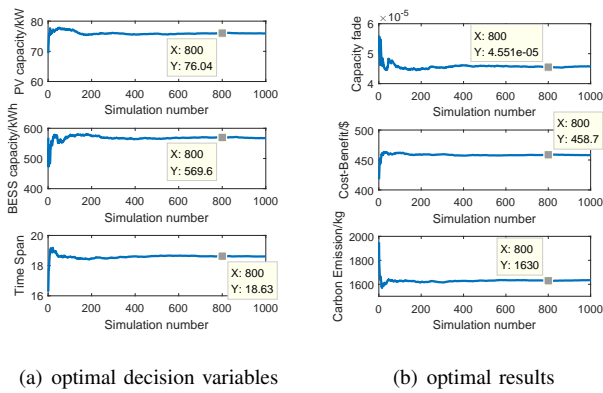 80
70
60
PV capacity/kW
X: 800
Y: 76.04
0 200 400 600 800 1000
Simulation number
600
500
400
BESS capacity/kWh
X: 800
Y: 569.6
0 200 400 600 800 1000
Simulation number
20
18
16
Time Span
X: 800
Y: 18.63
0 200 400 600 800 1000
Simulation number
(a) optimal decision variables
×10-5
6
5
4
Capacity fade
X: 800
Y: 4.551e-05
0 200 400 600 800 1000
Simulation number
500
450
400
Cost-Benefit/$
X: 800
Y: 458.7
0 200 400 600 800 1000
Simulation number
2000
1800
1600
Carbon Emission/kg
X: 800
Y: 1630
0 200 400 600 800 1000
Simulation number
(b) optimal results